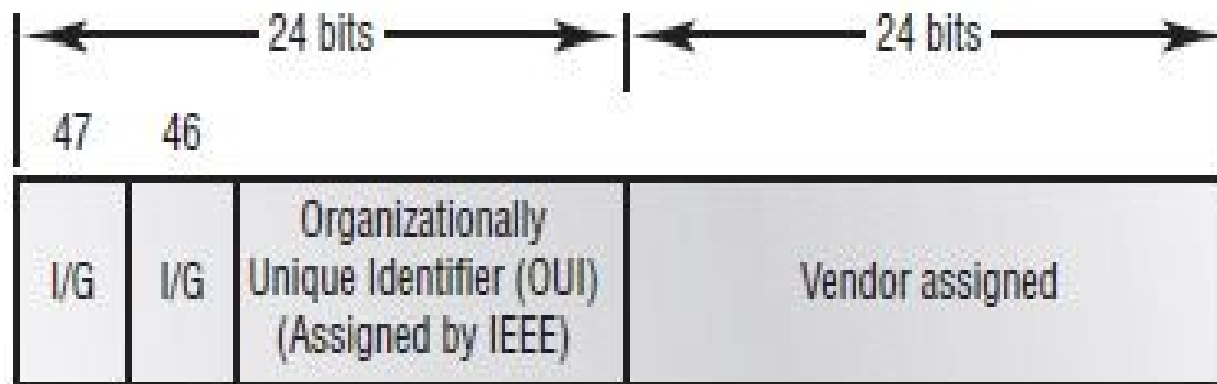 24 bits 24 bits
47 46
I/G I/G Organizationally
Unique Identifier (OUI)
(Assigned by IEEE)
Vendor assigned